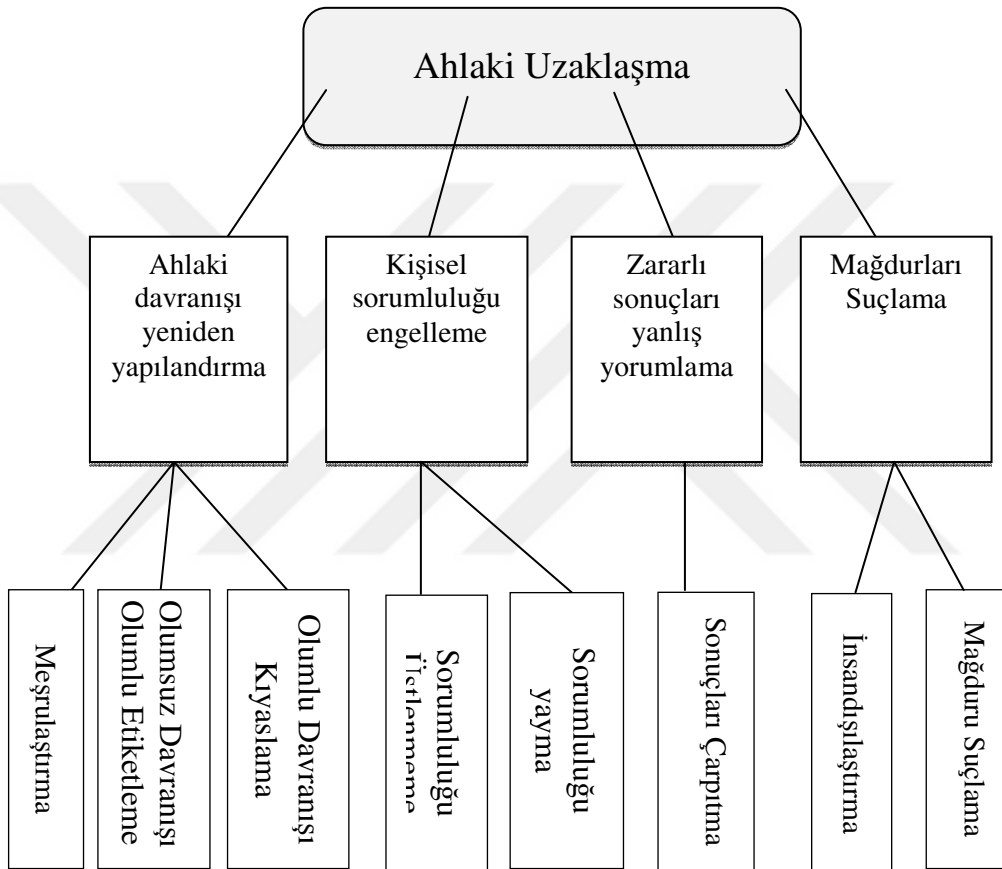 Ahlaki Uzaklaşma
Ahlaki
davranışı
yeniden
yapılandırma
Kişisel
sorumluluğu
engelleme
Zararlı
sonuçları
yanlış
yorumlama
Mağdurları
Suçlama
Meşrulaştırma
Olumsuz Davranışı
Olumlu Etiketleme
Olumlu Davranışı
Kıyaslama
Sorumluluğu
Üstlenmeme
Sorumluluğu
yayma
Sonuçları Çarpıtma
İnsandışılaştırma
Mağduru Suçlama